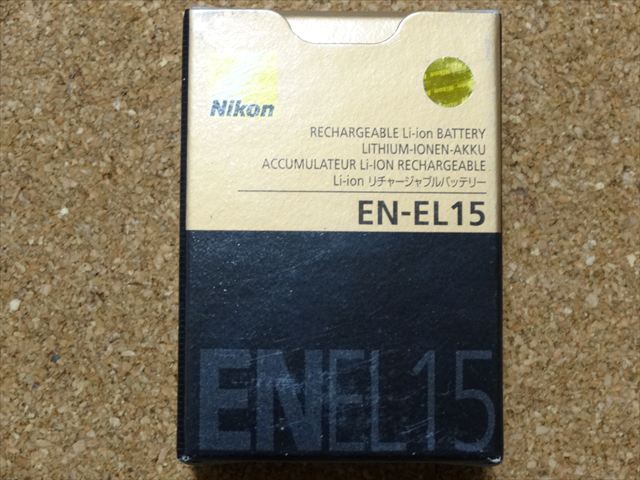 Nikon
RECHARGEABLE Li-ion BATTERY
LITHIUM-IONEN-AKKU
ACCUMULATEUR Li-ION RECHARGEABLE
Li-ion リチャージャブルバッテリー
EN-EL15
ENEL15